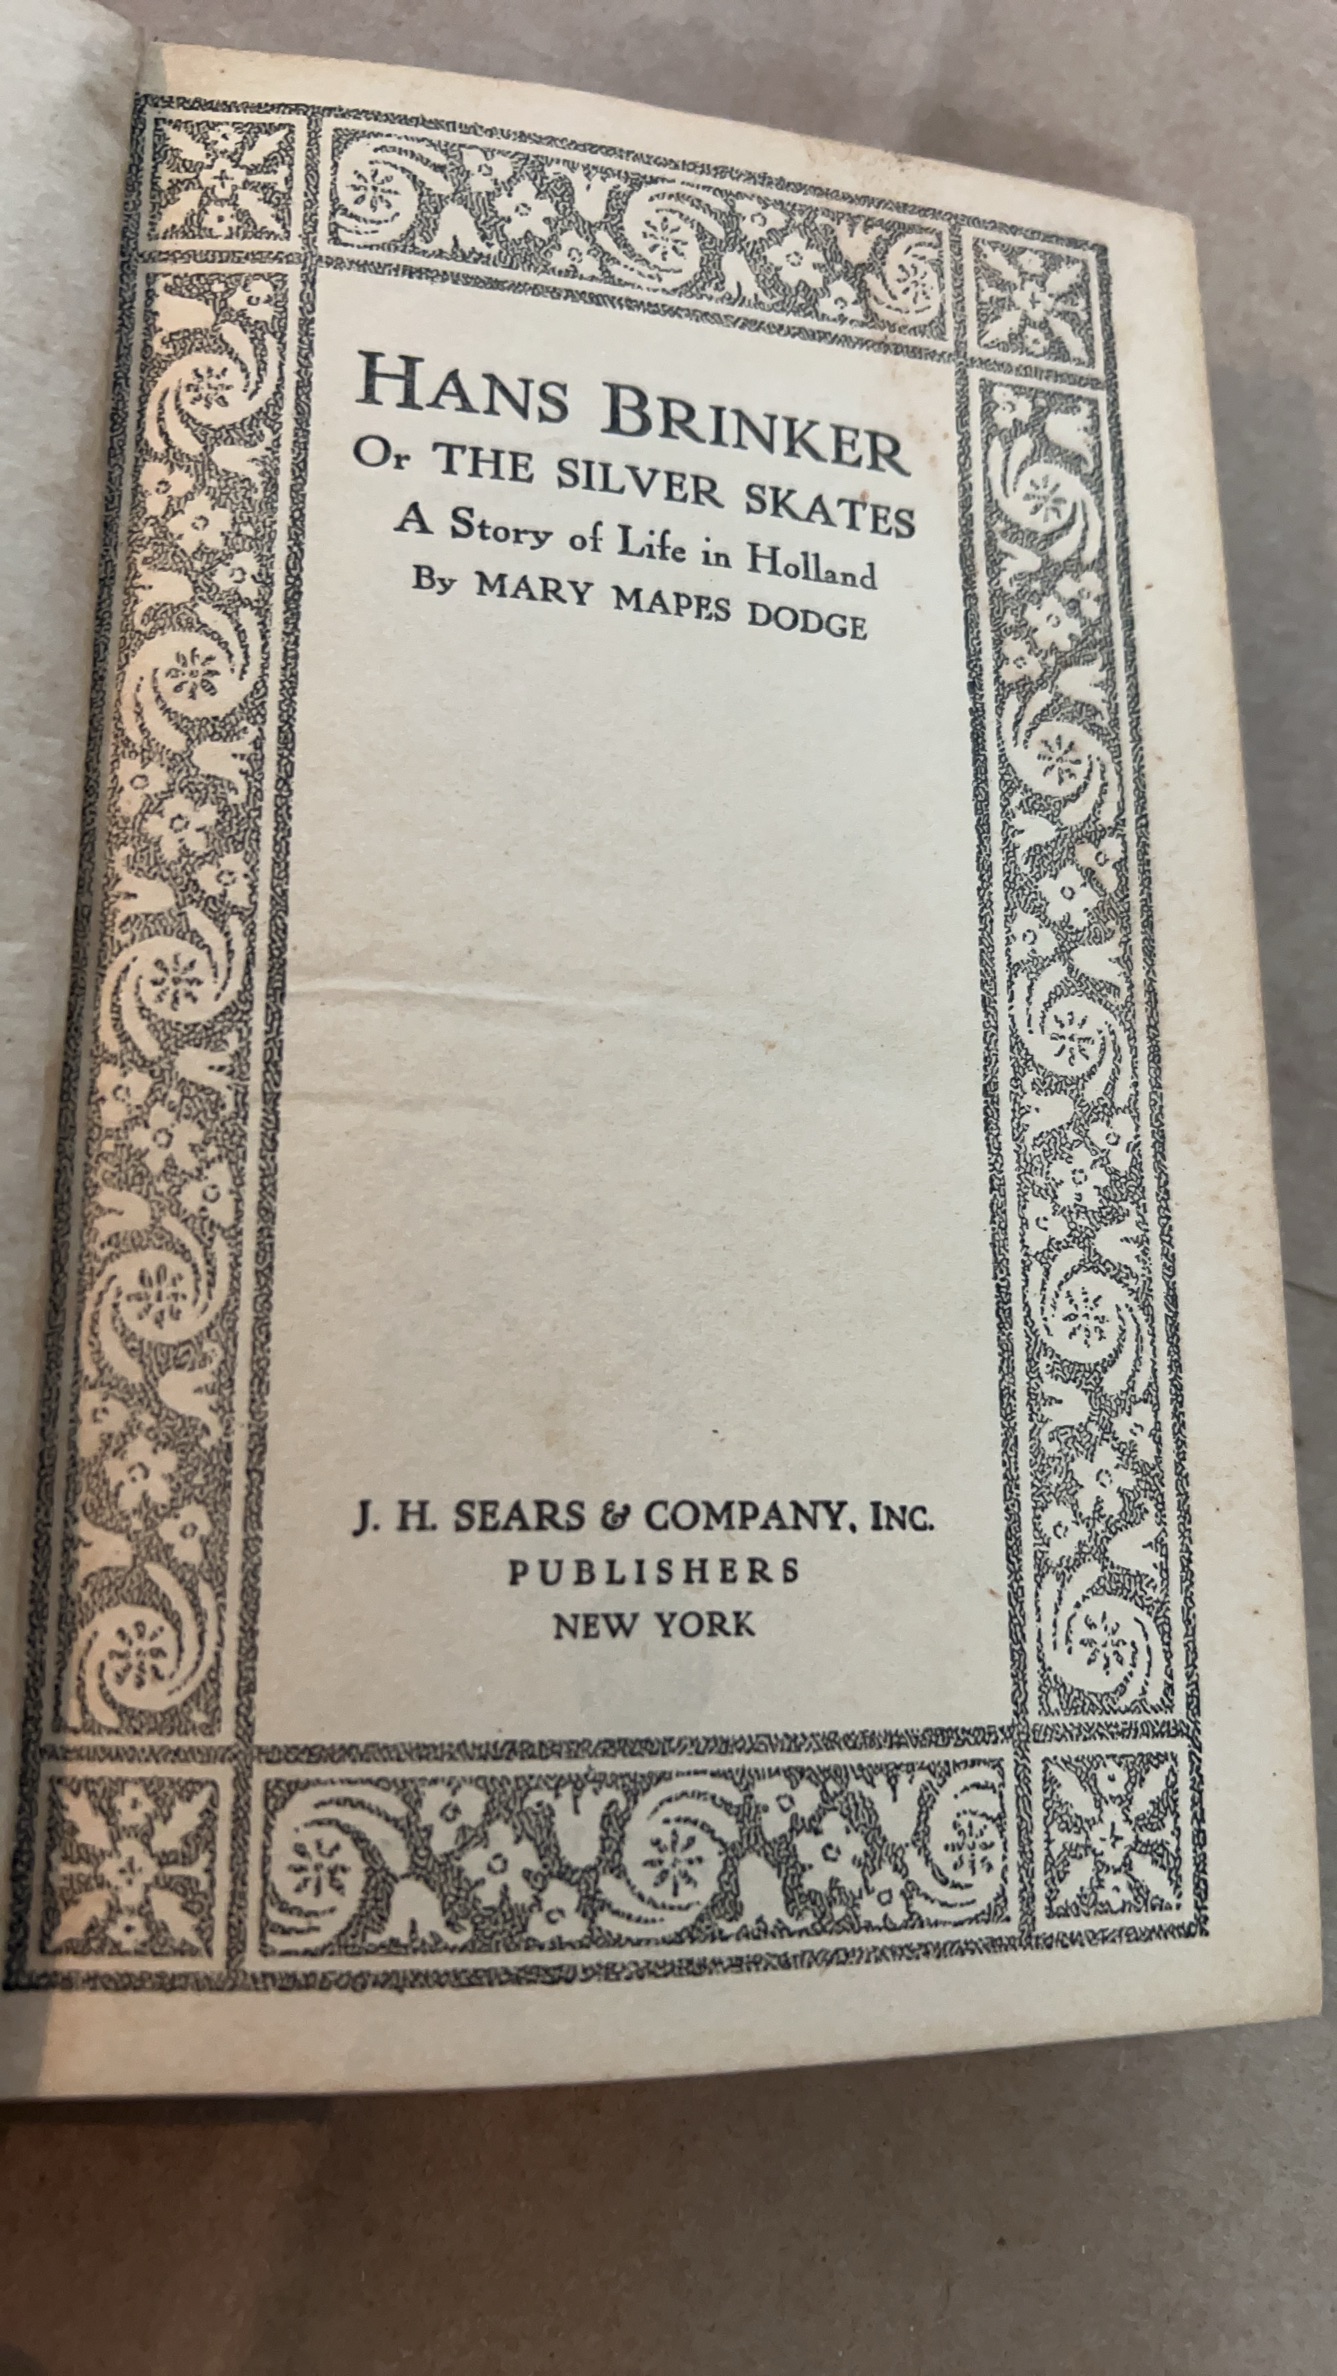 HANS BRINKER
Or THE SILVER SKATES
A Story of Life in Holland
By MARY MAPES DODGE
J. H. SEARS & COMPANY, INC.
PUBLISHERS
NEW YORK